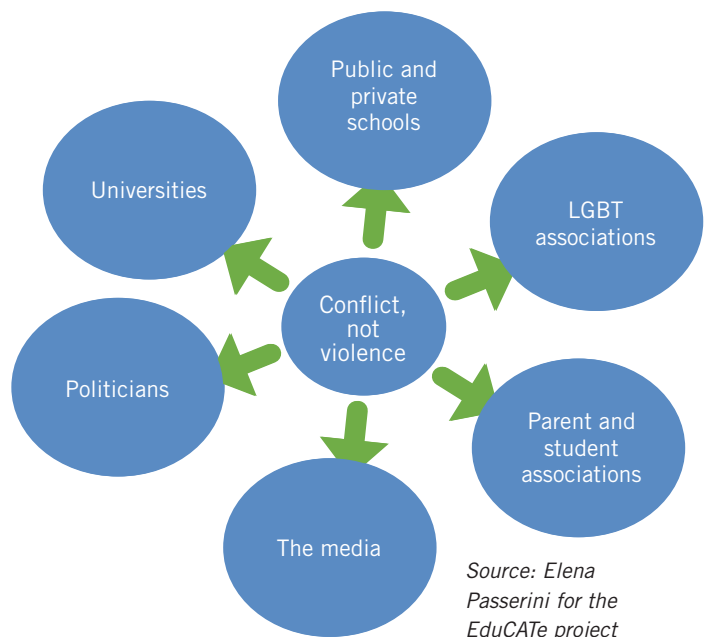 Public and
private
schools
Universities
LGBT
associations
Conflict,
not
violence
Politicians
Parent and
student
associations
The media
Source: Elena
Passerini for the
EduCATe project